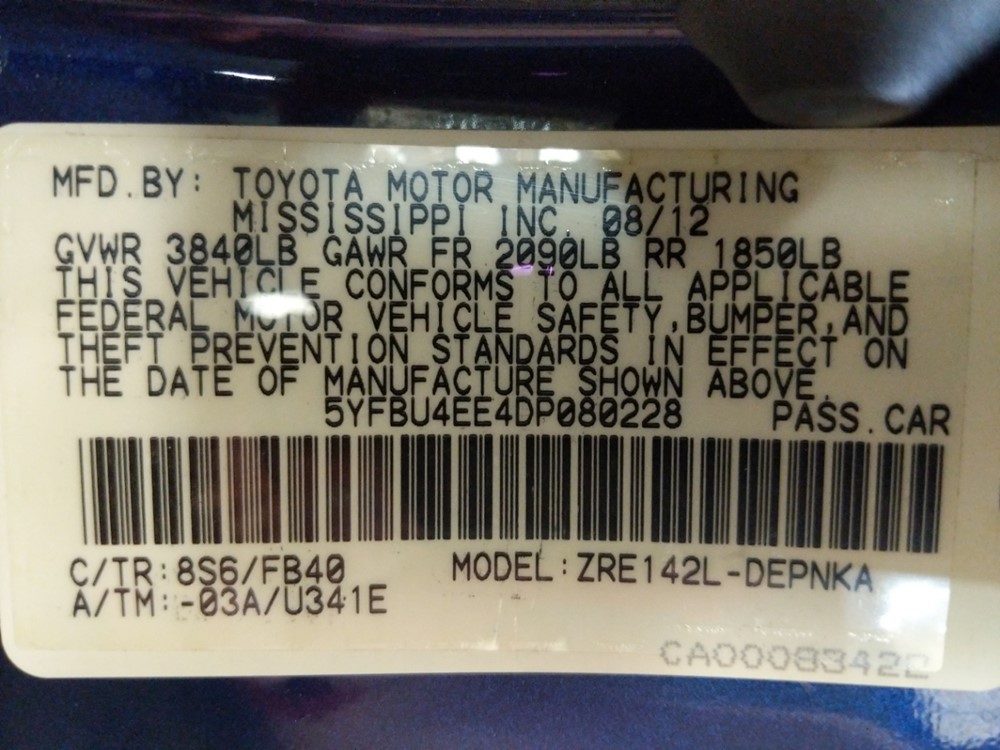 MFD.BY: TOYOTA MOTOR MANUFACTURING
MISSISSIPPI INC. 08/12
GVWR 3840LB GAWR FR 2090LB RR 1850LB
THIS VEHICLE CONFORMS TO ALL APPLICABLE
FEDERAL MOTOR VEHICLE SAFETY,BUMPER,AND
THEFT PREVENTION STANDARDS IN EFFECT ON
THE DATE OF MANUFACTURE SHOWN ABOVE.
5YFBU4EE4DP080228 PASS.CAR
C/TR:8S6/FB40 MODEL:ZRE142L-DEPNKA
A/TM:-03A/U341E